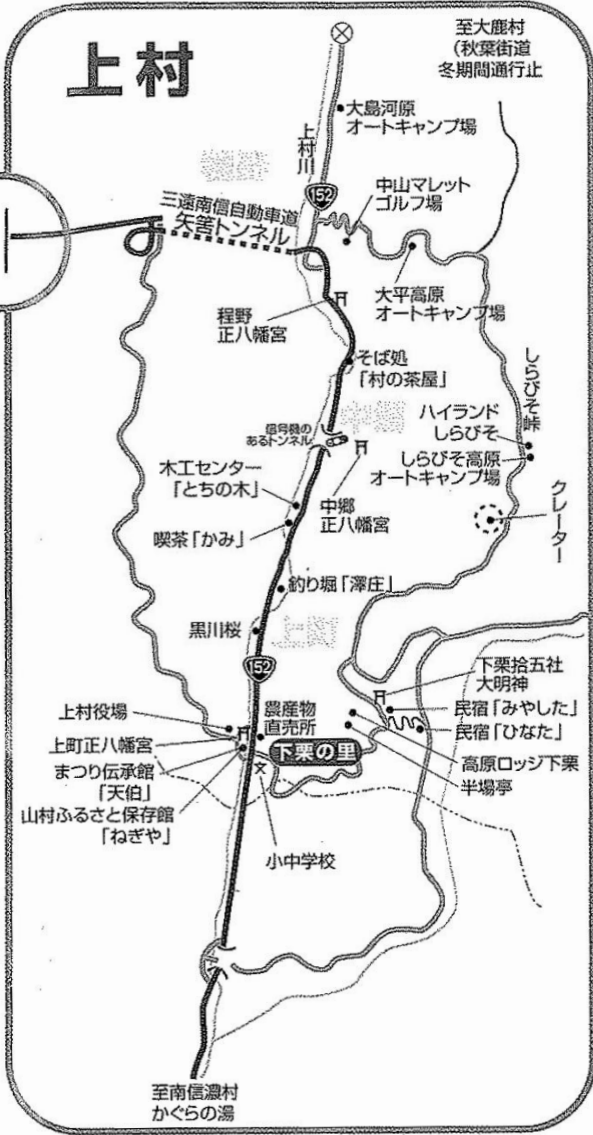 上村
至大鹿村
(秋葉街道
冬期間通行止
大島河原
オートキャンプ場
上村川
152
中山マレット
ゴルフ場
三遠南信自動車道
矢筈トンネル
大平高原
オートキャンプ場
程野
程野
正八幡宮
そば処
「村の茶屋」
しらびそ峠
中郷
ハイランド
しらびそ
信号機の
あるトンネル
しらびそ高原
オートキャンプ場
木工センター
「とちの木」
中郷
正八幡宮
クレーター
喫茶「かみ」
釣り堀「澤庄」
黒川桜
上町
152
下栗拾五社
大明神
上村役場
農産物
直売所
民宿「みやした」
民宿「ひなた」
上町正八幡宮
下栗の里
高原ロッジ下栗
まつり伝承館
「天伯」
半場亭
山村ふるさと保存館
「ねぎや」
文
小中学校
至南信濃村
かぐらの湯